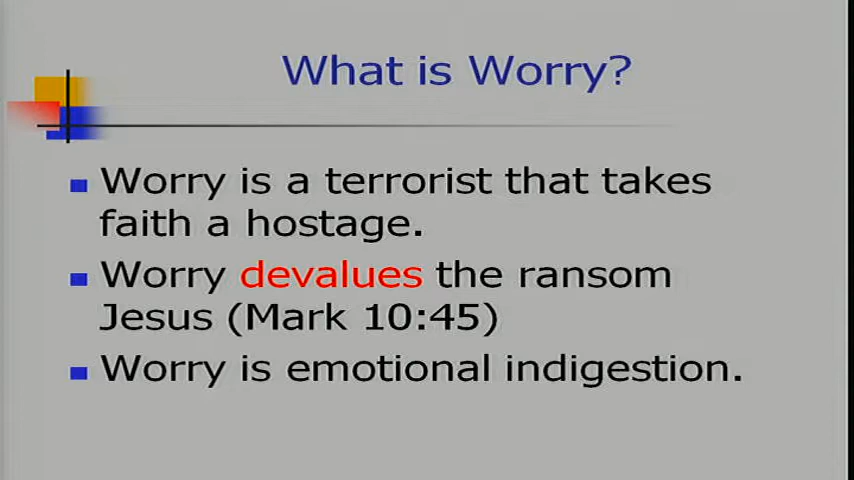 What is Worry?
Worry is a terrorist that takes
faith a hostage.
Worry devalues the ransom
Jesus (Mark 10:45)
Worry is emotional indigestion.